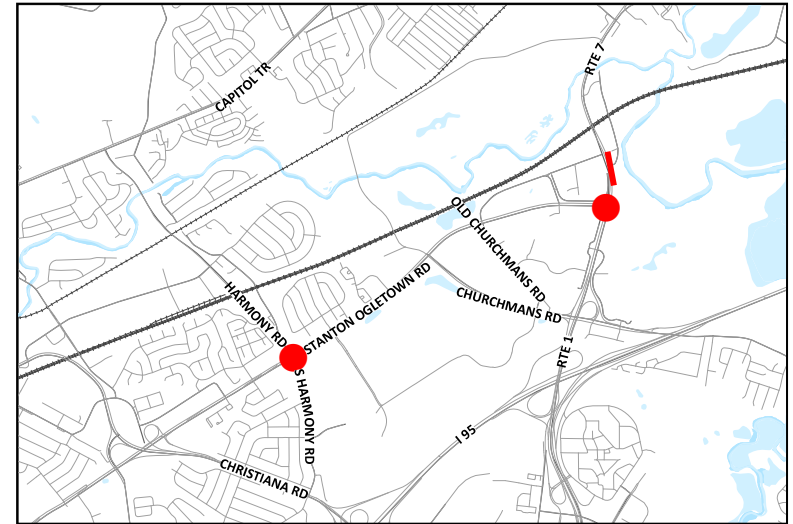 RTE 7
CAPITOL TR
OLD CHURCHMANS RD
HARMONY RD
STANTON OGLETOWN RD
CHURCHMANS RD
RTE 1
S HARMONY RD
I 95
CHRISTIANA RD